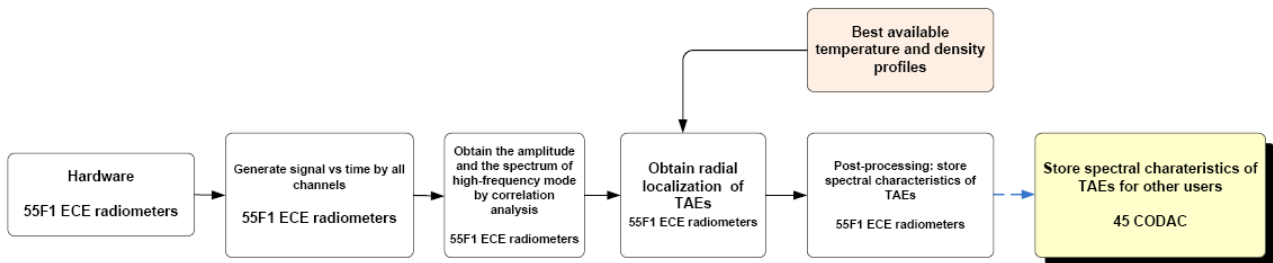 Best available
temperature and density
profiles
Hardware
55F1 ECE radiometers
Generate signal vs time by all
channels
55F1 ECE radiometers
Obtain the amplitude
and the spectrum of
high-frequency mode
by correlation
analysis
55F1 ECE radiometers
Obtain radial
localization of
TAEs
55F1 ECE radiometers
Post-processing: store
spectral characteristics of
TAEs
55F1 ECE radiometers
Store spectral charateristics of
TAEs for other users
45 CODAC